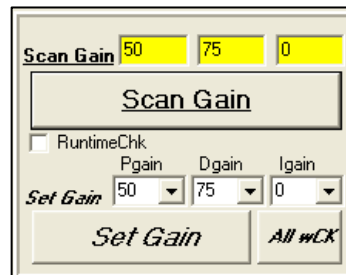 Scan Gain 50 75 0
Scan Gain
RuntimeChk
Pgain Dgain Igain
Set Gain 50 75 0
Set Gain All wCK